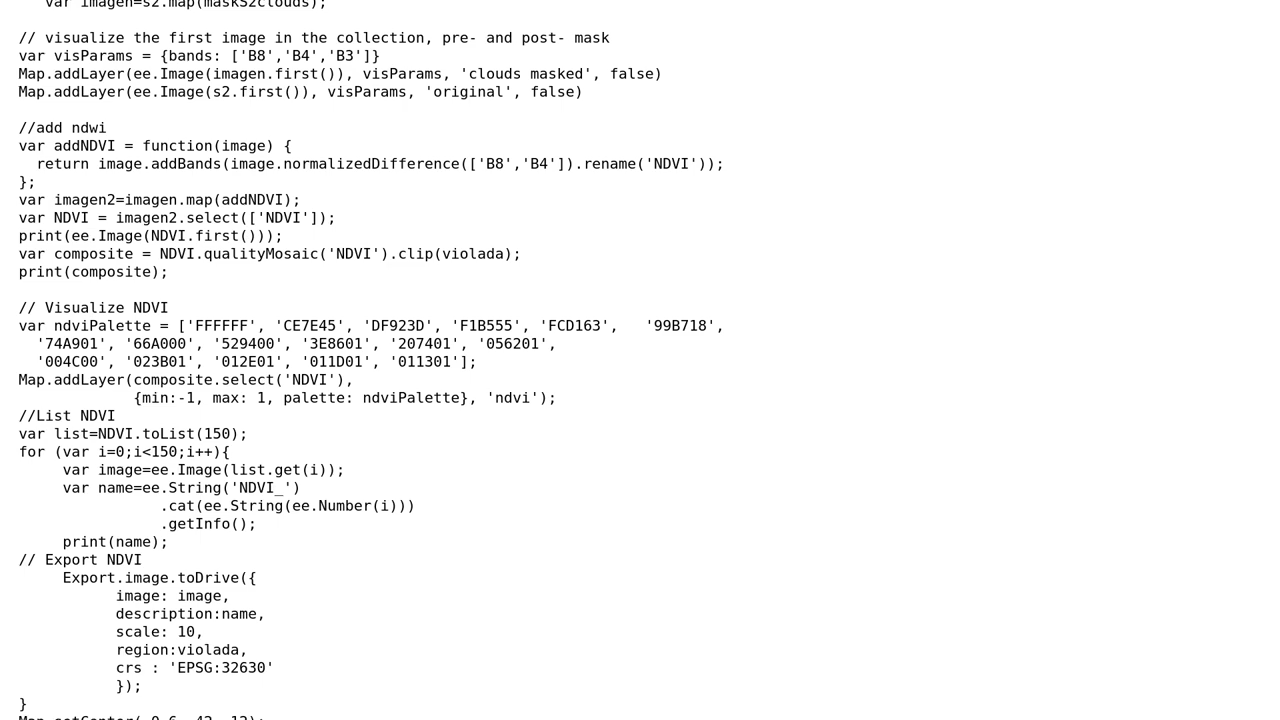 var imagen=s2.map(maskS2clouds);
// visualize the first image in the collection, pre- and post- mask
var visParams = {bands: ['B8','B4','B3']}
Map.addLayer(ee.Image(imagen.first()), visParams, 'clouds masked', false)
Map.addLayer(ee.Image(s2.first()), visParams, 'original', false)
//add ndwi
var addNDVI = function(image) {
return image.addBands(image.normalizedDifference(['B8','B4']).rename('NDVI'));
};
var imagen2=imagen.map(addNDVI);
var NDVI = imagen2.select(['NDVI']);
print(ee.Image(NDVI.first()));
var composite = NDVI.qualityMosaic('NDVI').clip(violada);
print(composite);
// Visualize NDVI
var ndviPalette = ['FFFFFF', 'CE7E45', 'DF923D', 'F1B555', 'FCD163',   '99B718',
'74A901', '66A000', '529400', '3E8601', '207401', '056201',
'004C00', '023B01', '012E01', '011D01', '011301'];
Map.addLayer(composite.select('NDVI'),
{min:-1, max: 1, palette: ndviPalette}, 'ndvi');
//List NDVI
var list=NDVI.toList(150);
for (var i=0;i<150;i++){
var image=ee.Image(list.get(i));
var name=ee.String('NDVI_')
.cat(ee.String(ee.Number(i)))
.getInfo();
print(name);
// Export NDVI
Export.image.toDrive({
image: image,
description:name,
scale: 10,
region:violada,
crs : 'EPSG:32630'
});
}